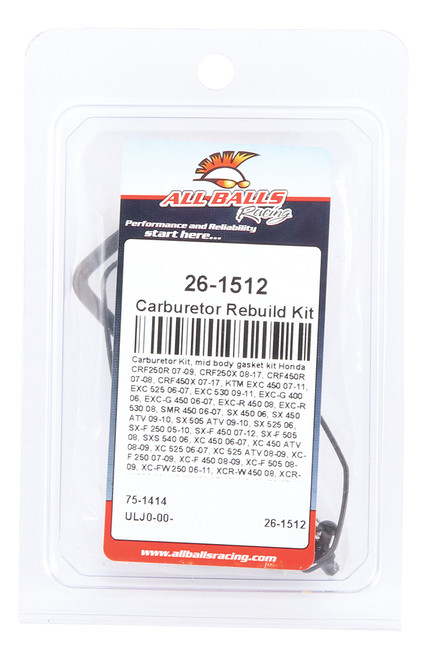 ALL BALLS
Racing
Performance and Reliability
start here...
26-1512
Carburetor Rebuild Kit
Carburetor Kit, mid body gasket kit Honda
CRF250R 07-09, CRF250X 08-17, CRF450R
07-08, CRF450X 07-17, KTM EXC 450 07-11,
EXC 525 06-07, EXC 530 09-11, EXC-G 400
06, EXC-G 450 06-07, EXC-R 450 08, EXC-R
530 08, SMR 450 06-07, SX 450 06, SX 450
ATV 09-10, SX 505 ATV 09-10, SX 525 06,
SX-F 250 05-10, SX-F 450 07-12, SX-F 505
08, SXS 540 06, XC 450 06-07, XC 450 ATV
08-09, XC 525 06-07, XC 525 ATV 08-09, XC-
F 250 07-09, XC-F 450 08-09, XC-F 505 08-
09, XC-FW 250 06-11, XCR-W 450 08, XCR-
75-1414
ULJ0-00-
26-1512
www.allballsracing.com